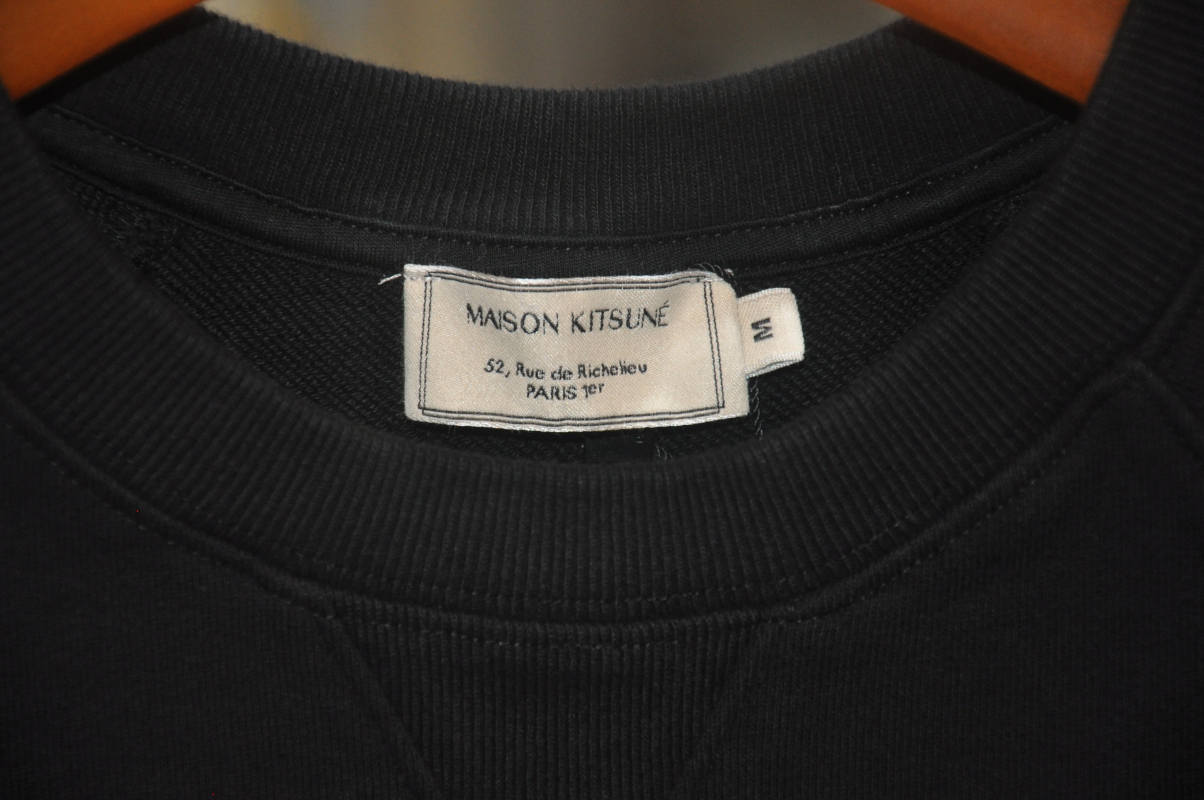 MAISON KITSUNÉ
52, Rue de Richelieu
PARIS 1er
M